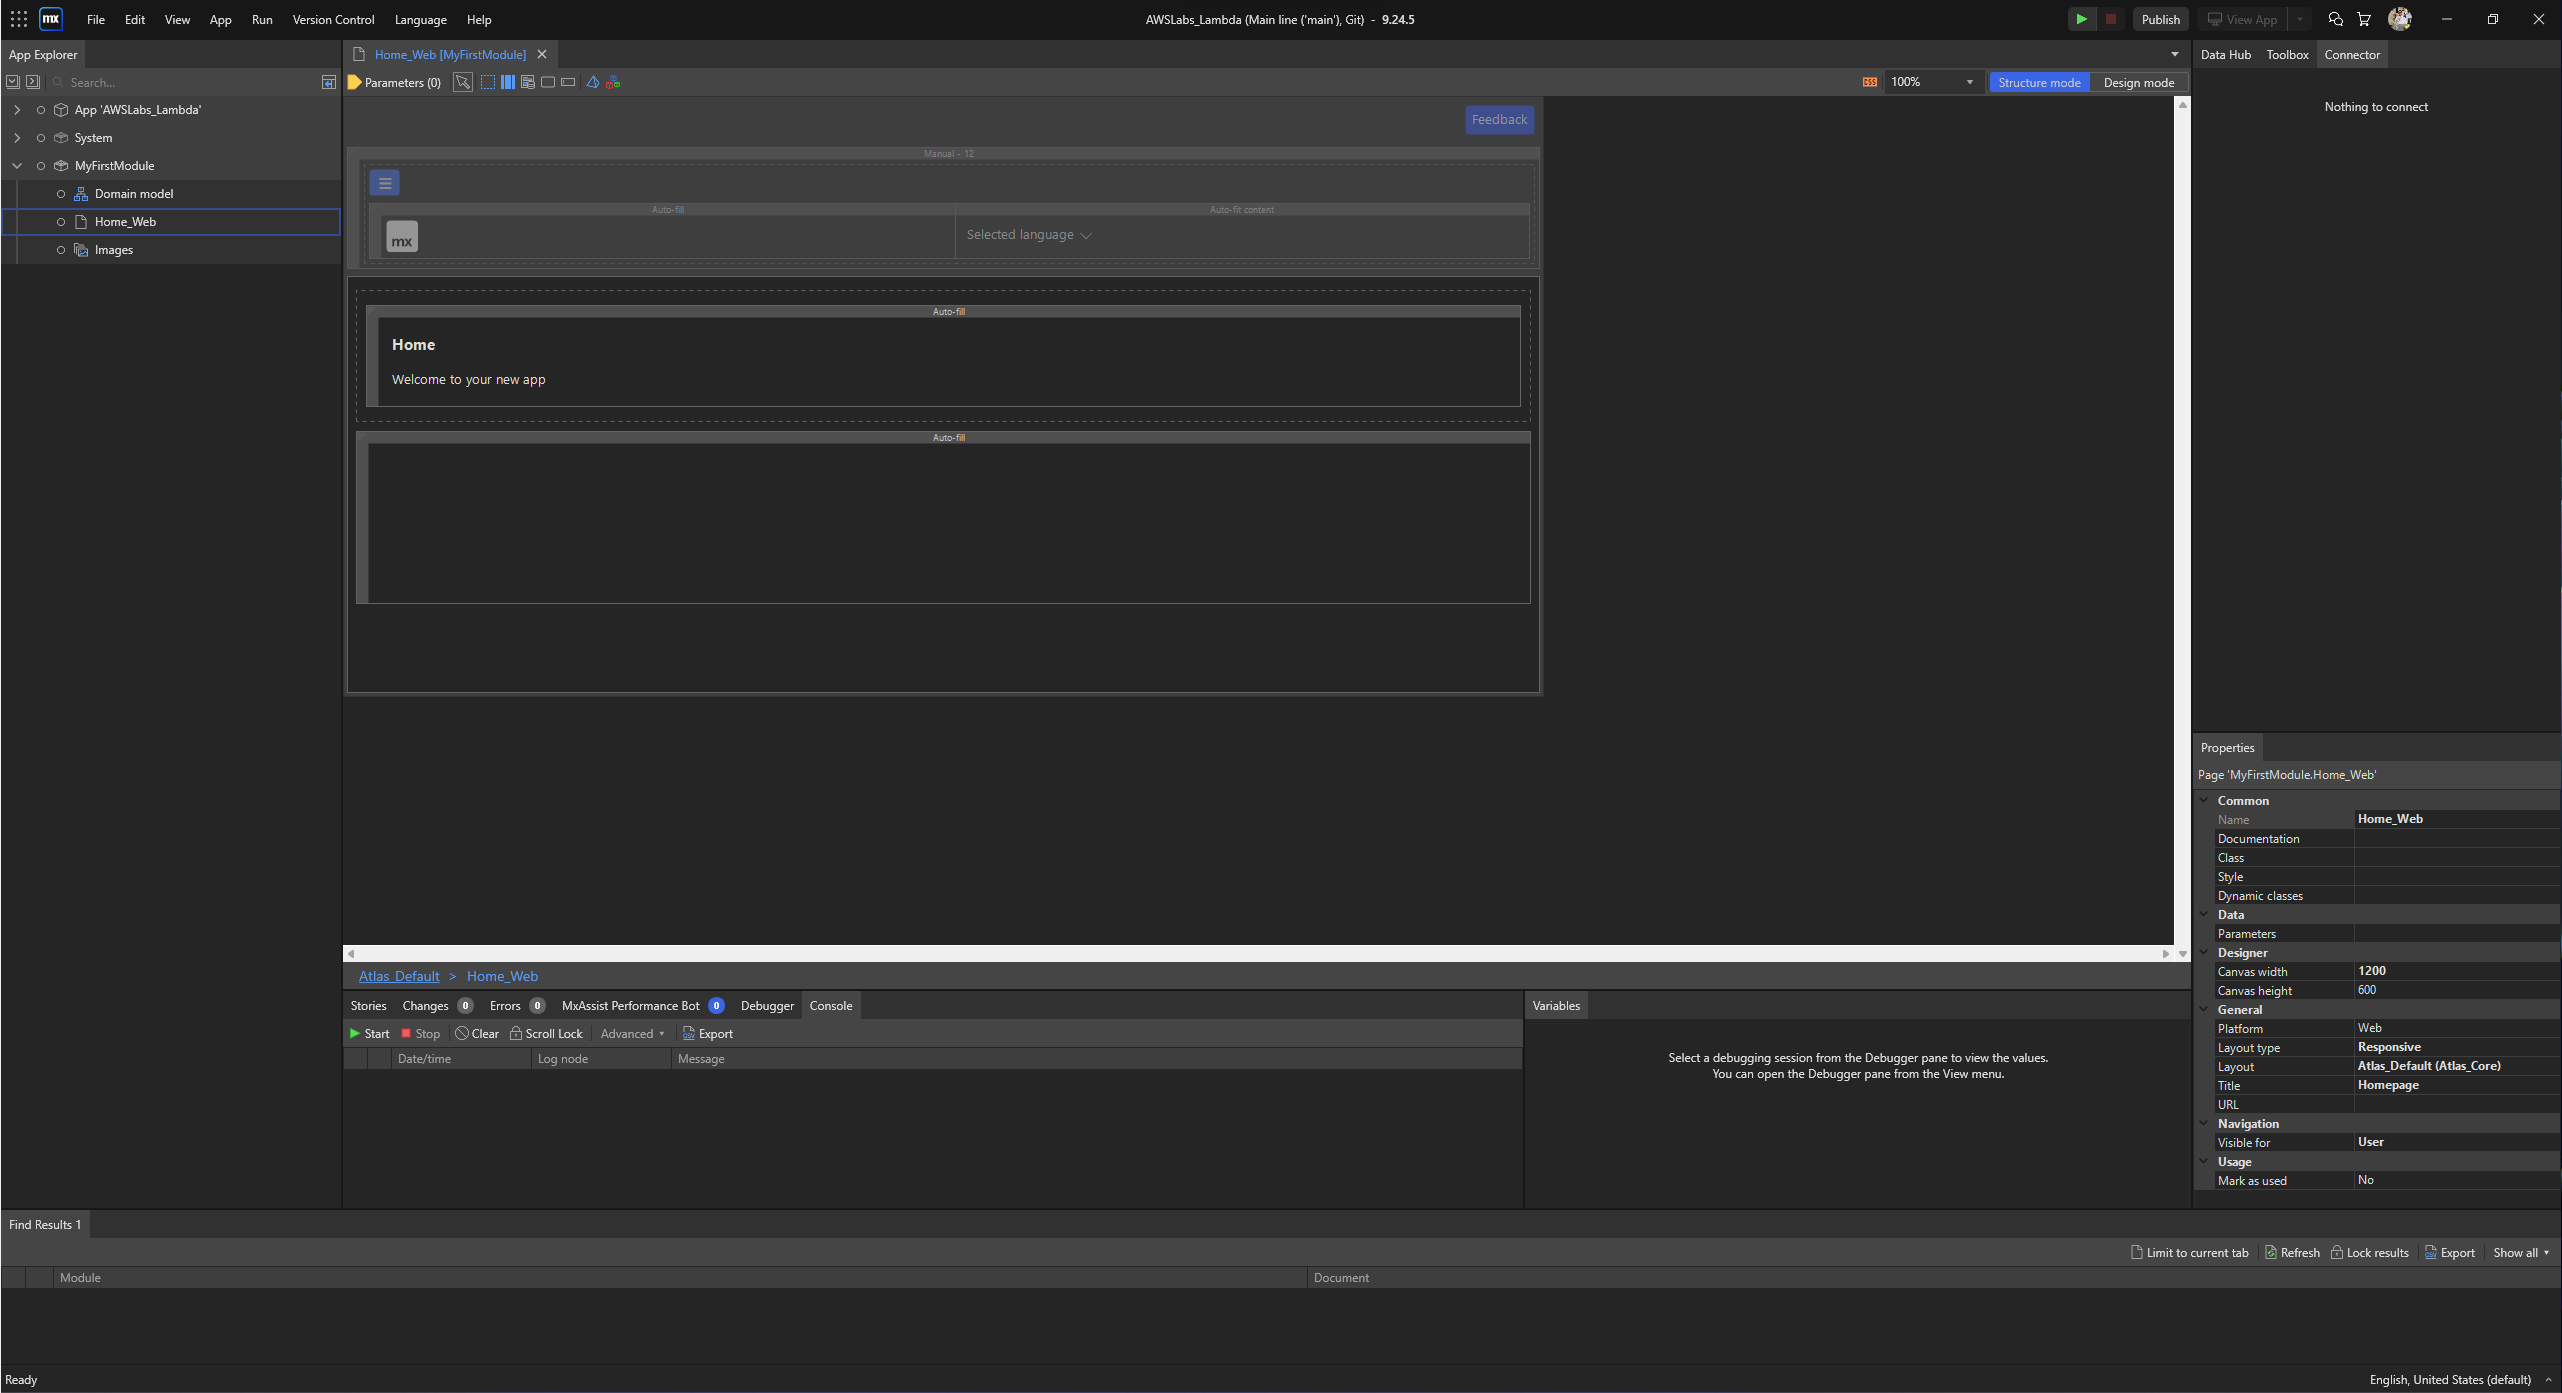 mx File Edit View App Run Version Control Language Help AWSLabs_Lambda (Main line ('main'), Git) - 9.24.5 Publish View App
App Explorer
Home_Web [MyFirstModule]
Data Hub Toolbox Connector
Search...
Parameters (0)
CSS 100% Structure mode Design mode
App 'AWSLabs_Lambda'
System
MyFirstModule
Domain model
Home_Web
Images
Nothing to connect
Feedback
Manual - 12
Auto-fill Auto-fit content
mx Selected language
Auto-fill
Home
Welcome to your new app
Auto-fill
Atlas_Default > Home_Web
Properties
Page 'MyFirstModule.Home_Web'
Common
Name Home_Web
Documentation
Class
Style
Dynamic classes
Data
Parameters
Designer
Canvas width 1200
Canvas height 600
General
Platform Web
Layout type Responsive
Layout Atlas_Default (Atlas_Core)
Title Homepage
URL
Navigation
Visible for User
Usage
Mark as used No
Stories Changes 0 Errors 0 MxAssist Performance Bot 0 Debugger Console
Start Stop Clear Scroll Lock Advanced Export
Date/time Log node Message
Variables
Select a debugging session from the Debugger pane to view the values.
You can open the Debugger pane from the View menu.
Find Results 1
Limit to current tab Refresh Lock results Export Show all
Module Document
Ready English, United States (default)